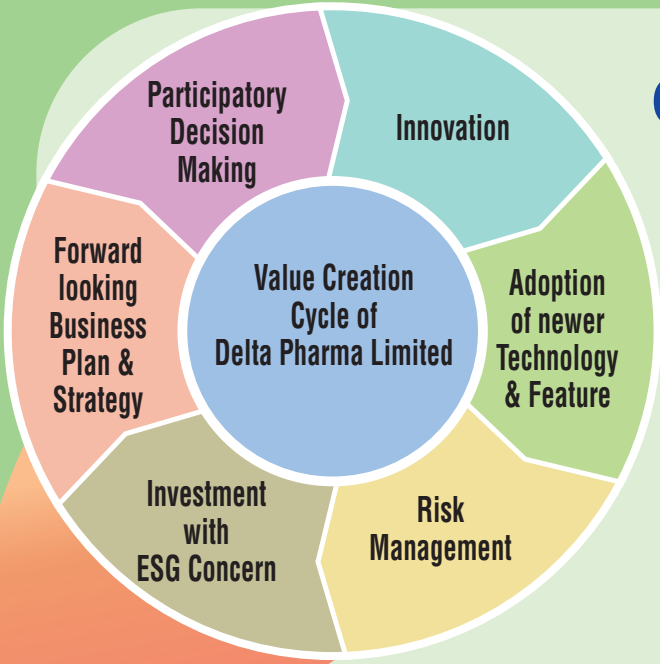 Participatory
Decision
Making
Innovation
Forward
looking
Business
Plan &
Strategy
Value Creation
Cycle of
Delta Pharma Limited
Adoption
of newer
Technology
& Feature
Investment
with
ESG Concern
Risk
Management